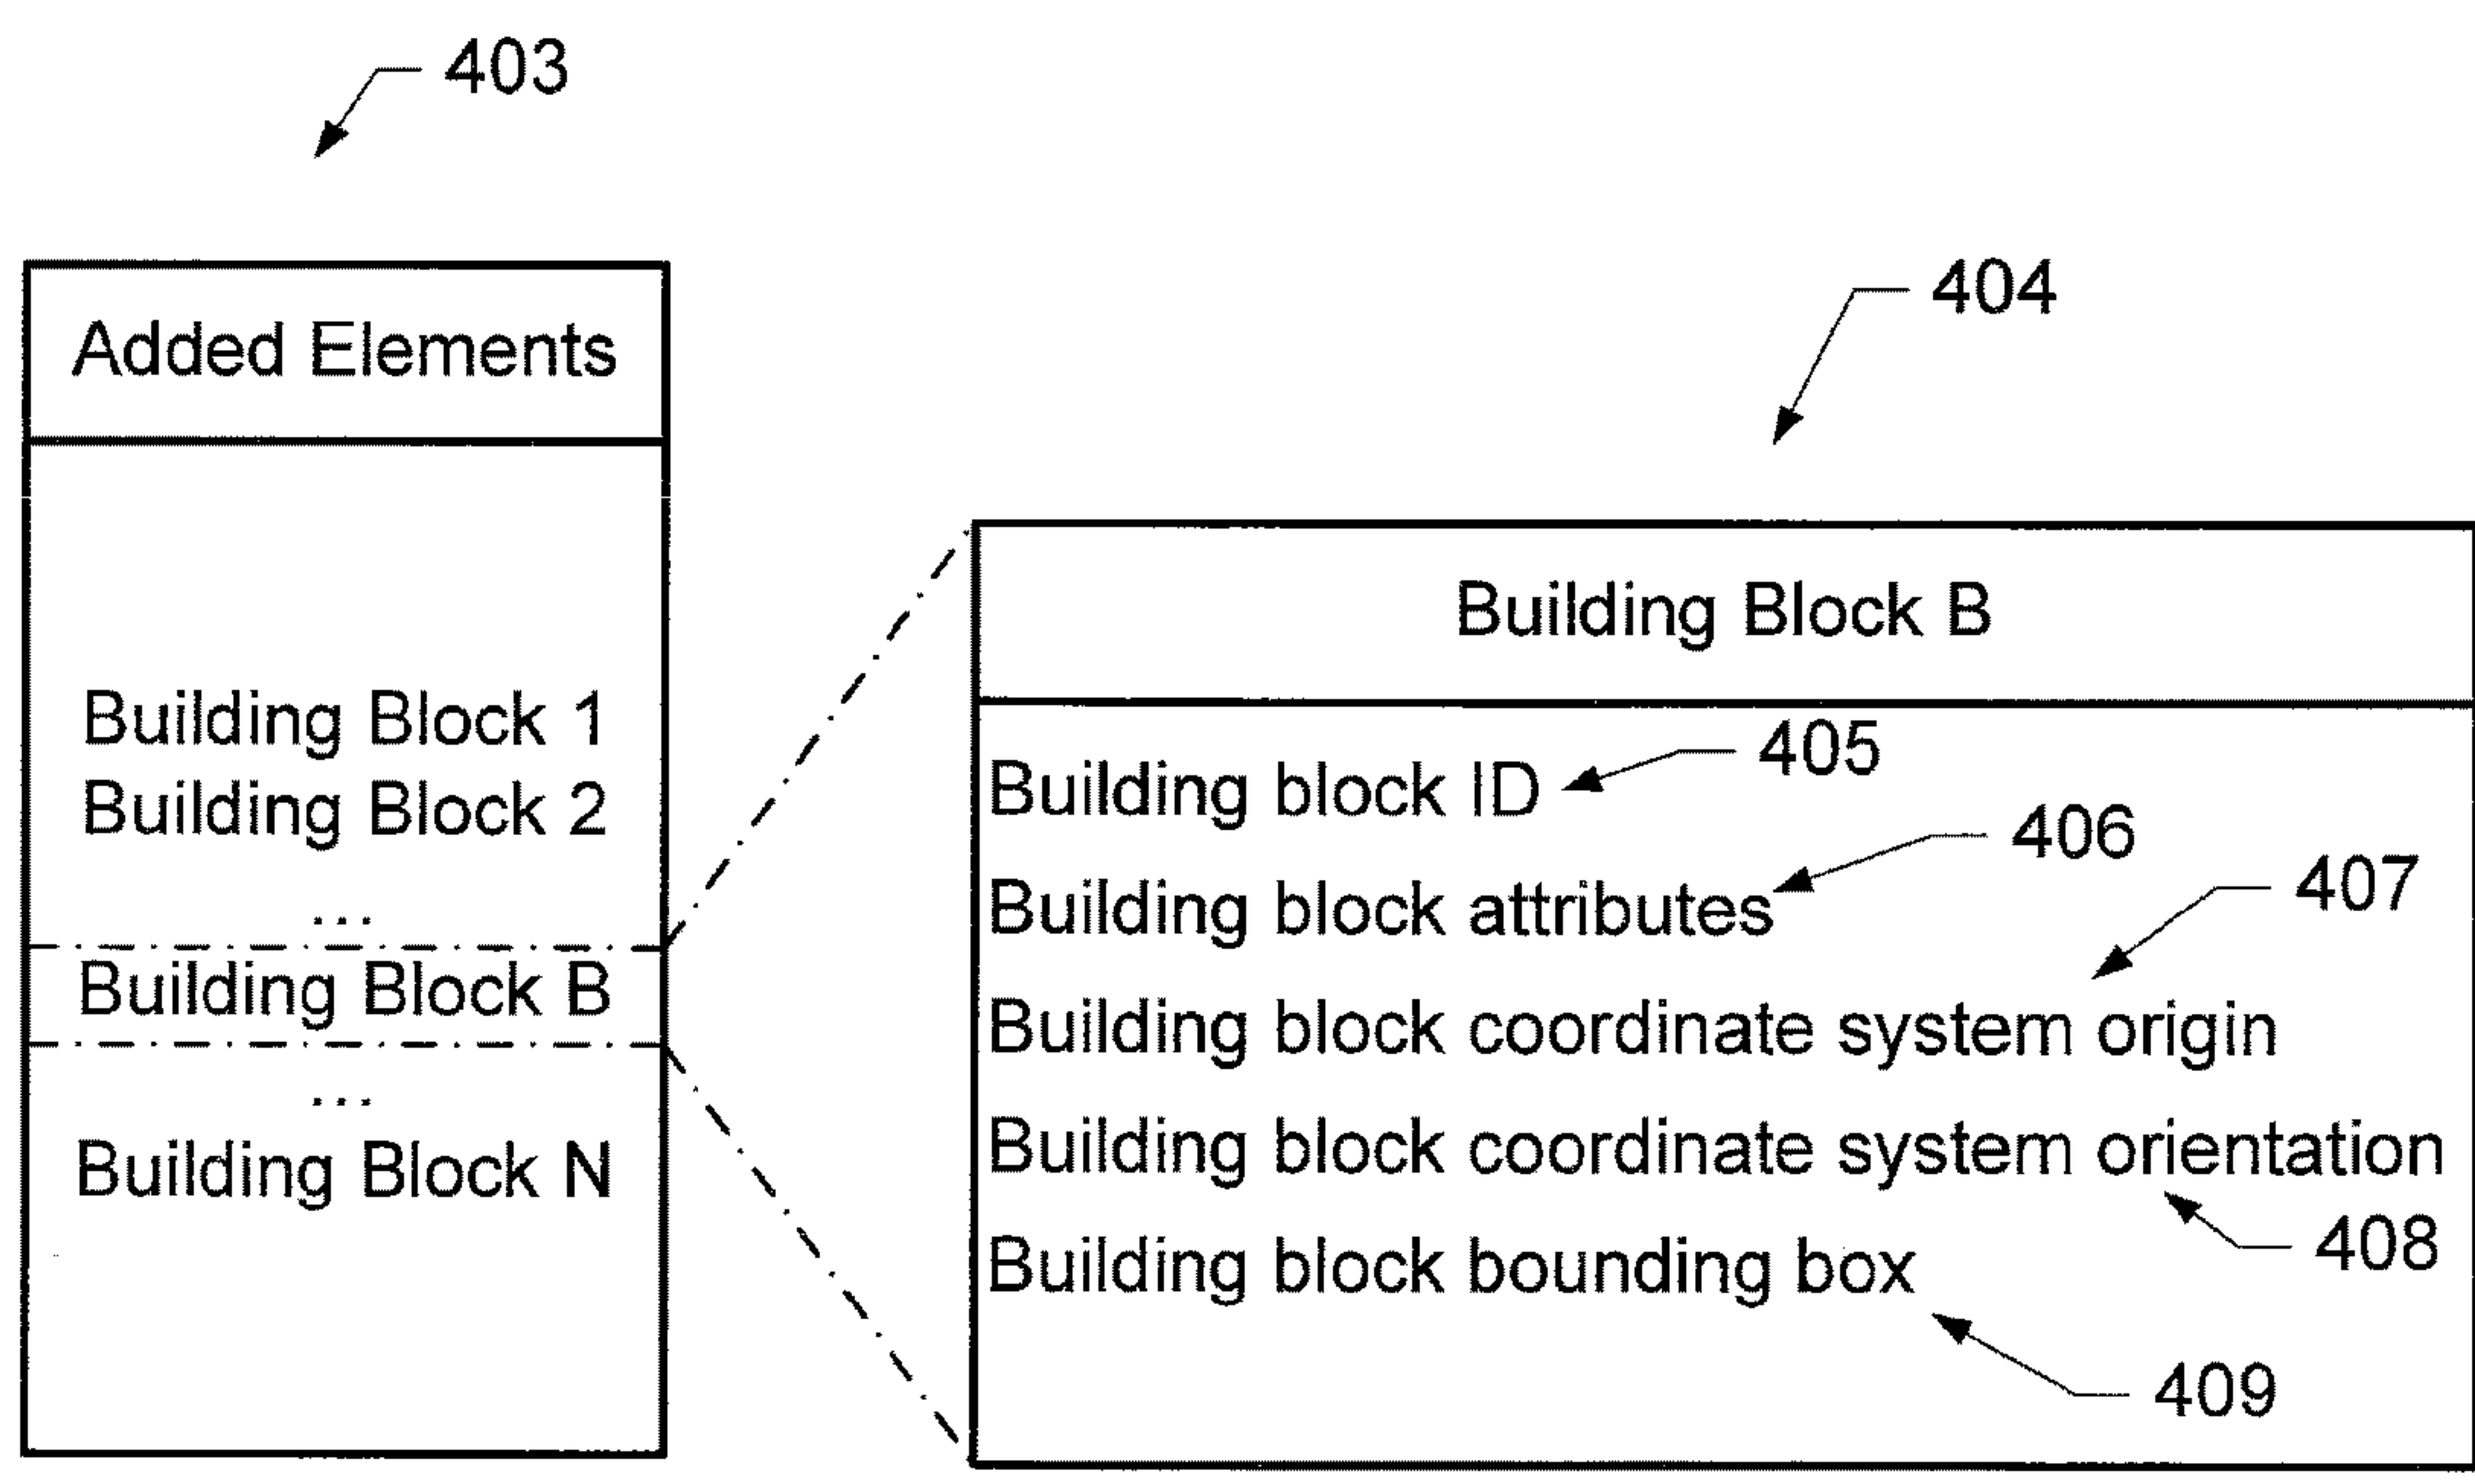 403
Added Elements
Building Block 1
Building Block 2
...
Building Block B
...
Building Block N
404
Building Block B
Building block ID 405
Building block attributes 406
407
Building block coordinate system origin
Building block coordinate system orientation
408
Building block bounding box
409